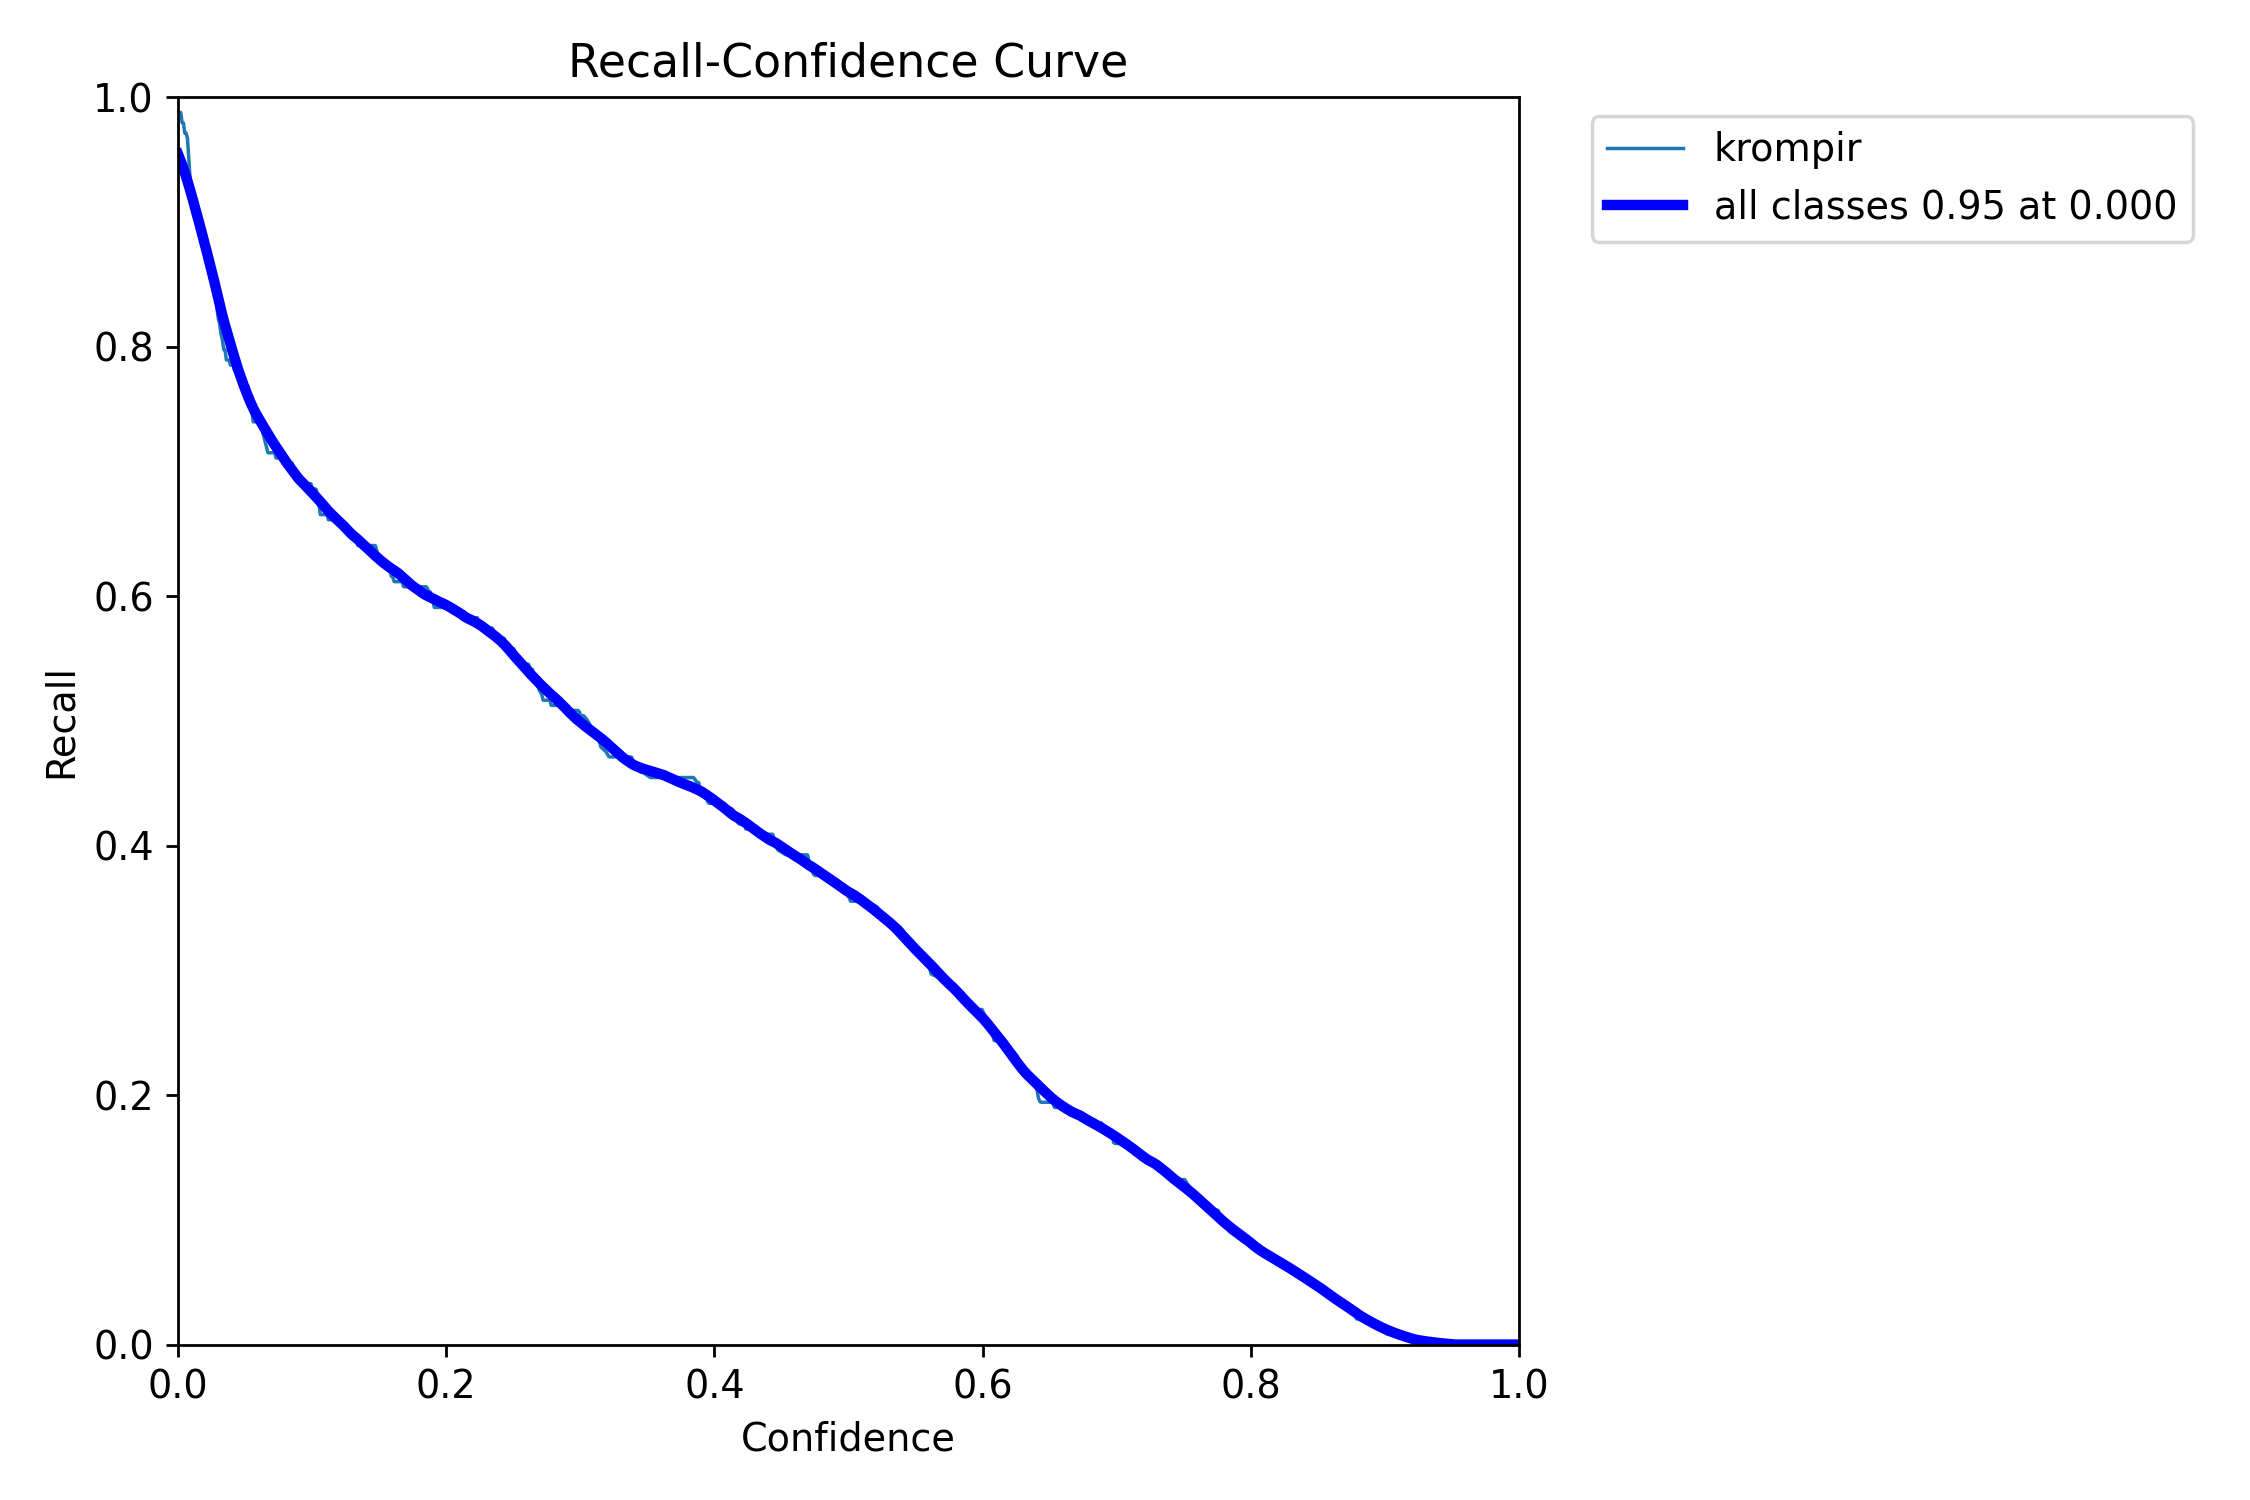 Recall-Confidence Curve
krompir
all classes 0.95 at 0.000
1.0
0.8
0.6
0.4
0.2
0.0
Recall
0.0 0.2 0.4 0.6 0.8 1.0
Confidence